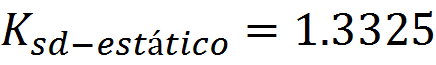 K_{sd-estático} = 1.3325